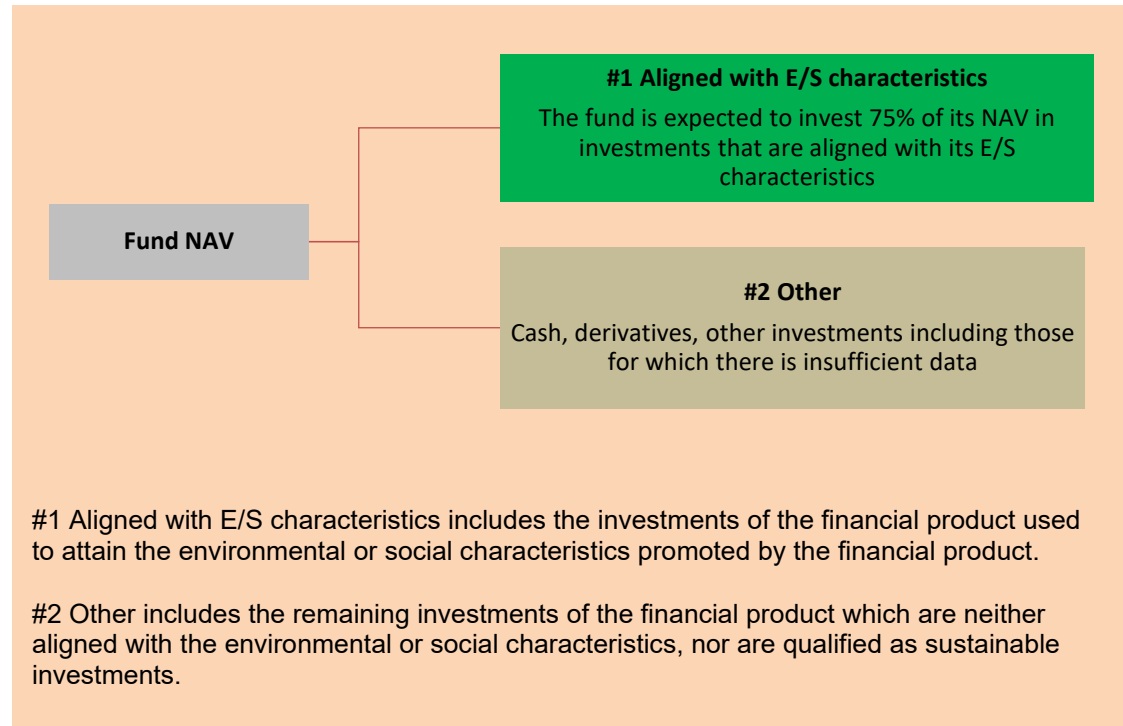 #1 Aligned with E/S characteristics
The fund is expected to invest 75% of its NAV in
investments that are aligned with its E/S
characteristics
Fund NAV
#2 Other
Cash, derivatives, other investments including those
for which there is insufficient data
#1 Aligned with E/S characteristics includes the investments of the financial product used
to attain the environmental or social characteristics promoted by the financial product.
#2 Other includes the remaining investments of the financial product which are neither
aligned with the environmental or social characteristics, nor are qualified as sustainable
investments.